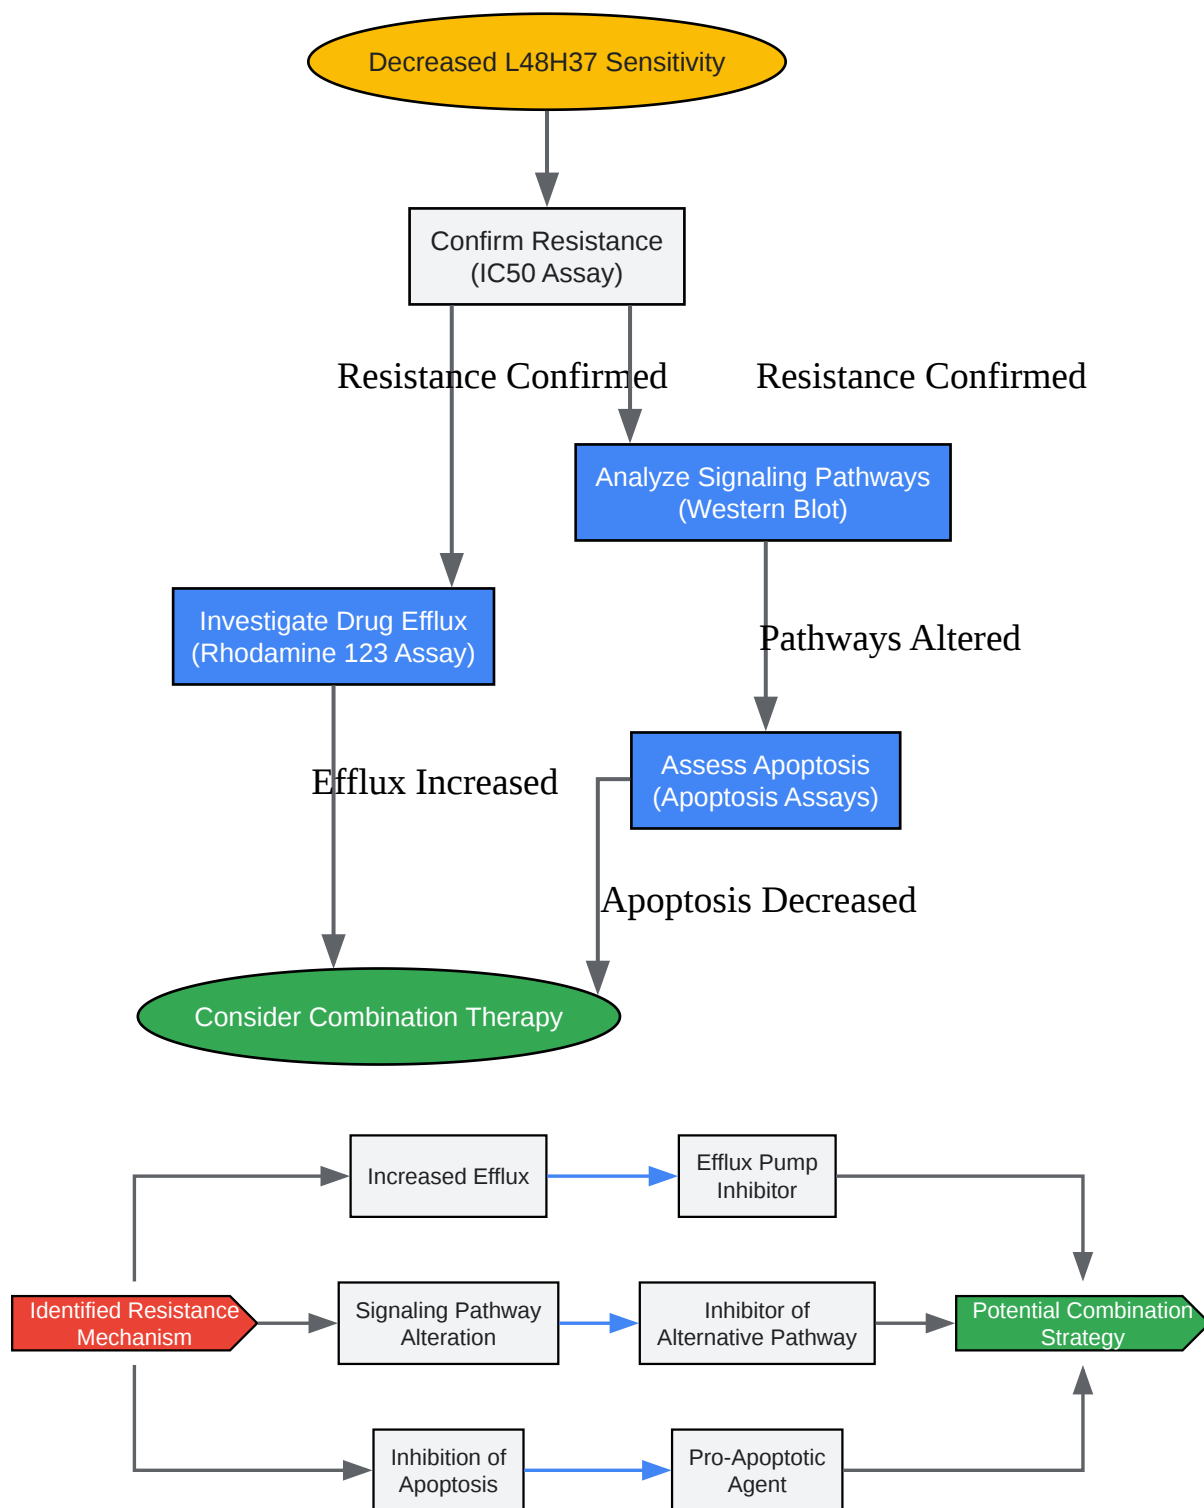 Decreased L48H37 Sensitivity
Confirm Resistance
(IC50 Assay)
Resistance Confirmed
Resistance Confirmed
Analyze Signaling Pathways
(Western Blot)
Investigate Drug Efflux
(Rhodamine 123 Assay)
Pathways Altered
Assess Apoptosis
(Apoptosis Assays)
Efflux Increased
Apoptosis Decreased
Consider Combination Therapy
Increased Efflux
Efflux Pump
Inhibitor
Identified Resistance
Mechanism
Signaling Pathway
Alteration
Inhibitor of
Alternative Pathway
Potential Combination
Strategy
Inhibition of
Apoptosis
Pro-Apoptotic
Agent